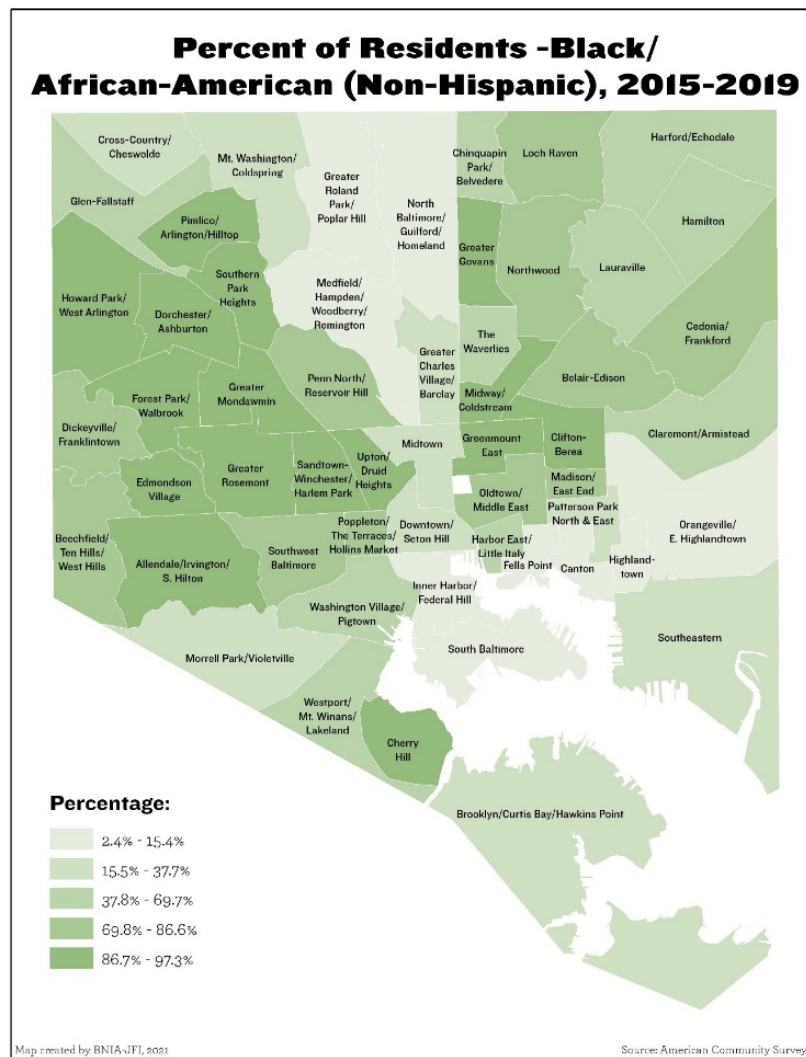 Percent of Residents -Black/
African-American (Non-Hispanic), 2015-2019
Cross-Country/
Cheswolde
Mt. Washington/
Coldspring
Greater
Roland
Park/
Poplar Hill
North
Baltimore/
Guilford/
Homeland
Chinquapin
Park/
Belvedere
Loch Raven
Harford/Echodale
Glen-Fallstaff
Pimlico/
Arlington/Hilltop
Hamilton
Greater
Govans
Northwood
Lauraville
Southern
Park
Heights
Howard Park/
West Arlington
Dorchester/
Ashburton
Medfield/
Hampden/
Woodberry/
Remington
Cedonia/
Frankford
The
Waverlies
Greater
Charles
Village/
Barclay
Penn North/
Reservoir Hill
Belair-Edison
Greater
Mondawmin
Forest Park/
Walbrook
Midway/
Coldstream
Dickeyville/
Franklintown
Midtown
Greenmount
East
Clifton-
Berea
Claremont/Armistead
Edmondson
Village
Greater
Rosemont
Sandtown-
Winchester/
Harlem Park
Upton/
Druid
Heights
Madison/
East End
Oldtown/
Middle East
Patterson Park
North & East
Orangeville/
E. Highlandtown
Beechfield/
Ten Hills/
West Hills
Allendale/Irvington/
S. Hilton
Southwest
Baltimore
Poppleton/
The Terraces/
Hollins Market
Downtown/
Seton Hill
Harbor East/
Little Italy
Fells Point
Canton
Highland-
town
Inner Harbor/
Federal Hill
Washington Village/
Pigtown
Southeastern
South Baltimore
Morrell Park/Violetville
Westport/
Mt. Winans/
Lakeland
Cherry
Hill
Brooklyn/Curtis Bay/Hawkins Point
Percentage:
2.4% - 15.4%
15.5% - 37.7%
37.8% - 69.7%
69.8% - 86.6%
86.7% - 97.3%
Map created by BNIA-JFI, 2021
Source: American Community Survey